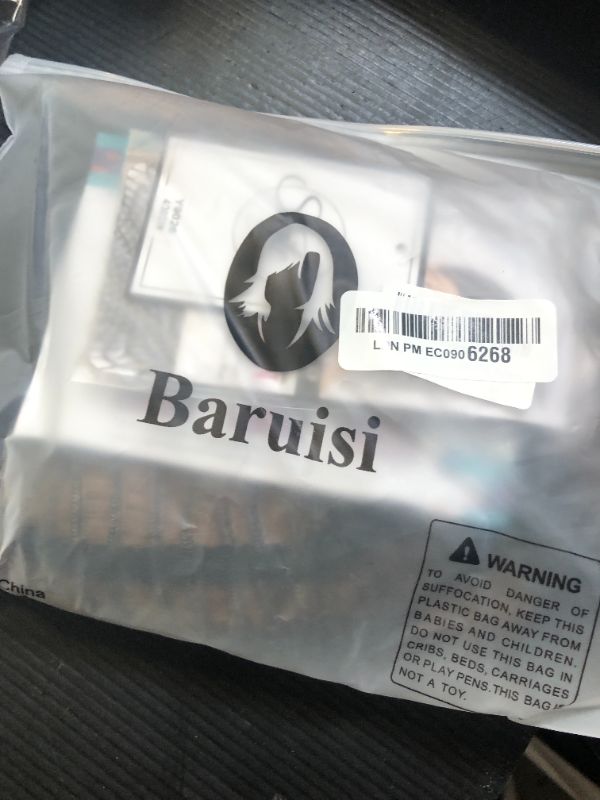 LPN PM EC090 6268
Baruisi
WARNING
TO AVOID DANGER OF
SUFFOCATION, KEEP THIS
PLASTIC BAG AWAY FROM
BABIES AND CHILDREN.
DO NOT USE THIS BAG IN
CRIBS, BEDS, CARRIAGES
OR PLAY PENS. THIS BAG IS
NOT A TOY.
China